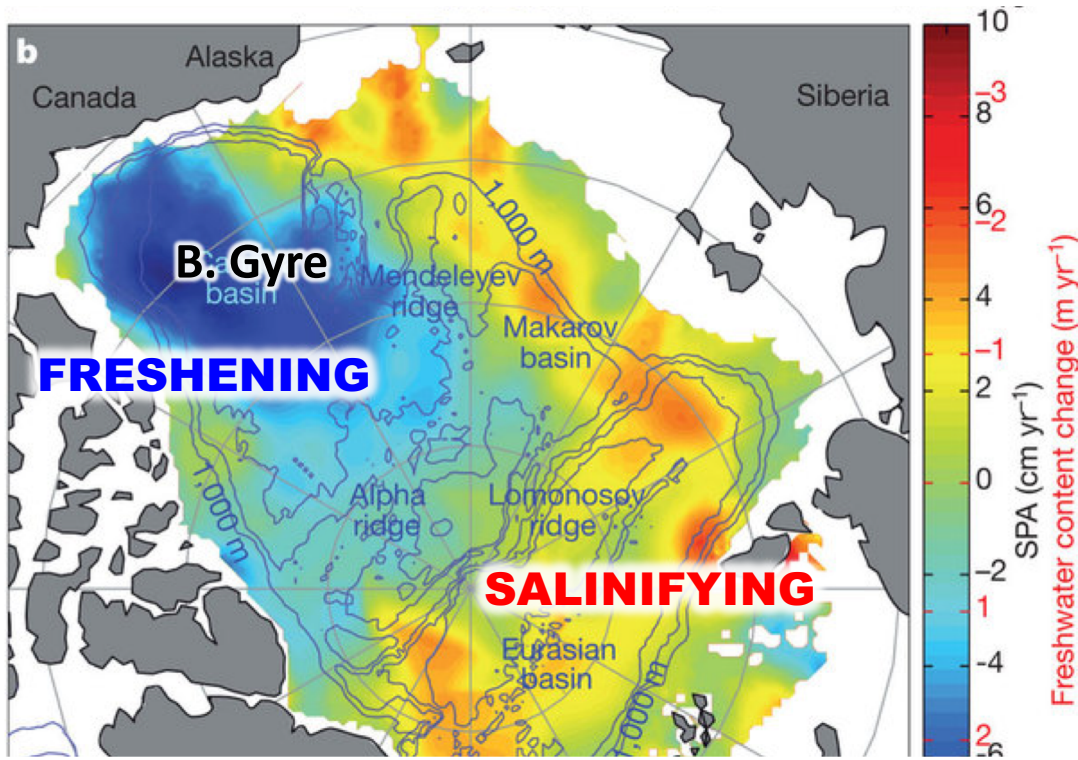 b
Alaska
Canada
Siberia
1,000 m
B. Gyre
basin
Mendeleyev
ridge
Makarov
basin
FRESHENING
1,000 m
Alpha
ridge
Lomonosov
ridge
SALINIFYING
Eurasian
basin
1,000 m
10
8
6
4
2
0
-2
-4
-6
SPA (cm yr⁻¹)
-3
-2
-1
1
2
Freshwater content change (m yr⁻¹)